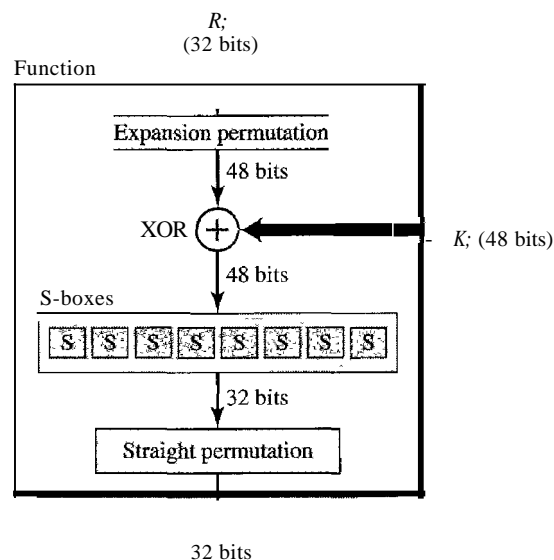 R;
(32 bits)
Function
Expansion permutation
48 bits
XOR +
- K; (48 bits)
48 bits
S-boxes
S S S S S S S S
32 bits
Straight permutation
32 bits